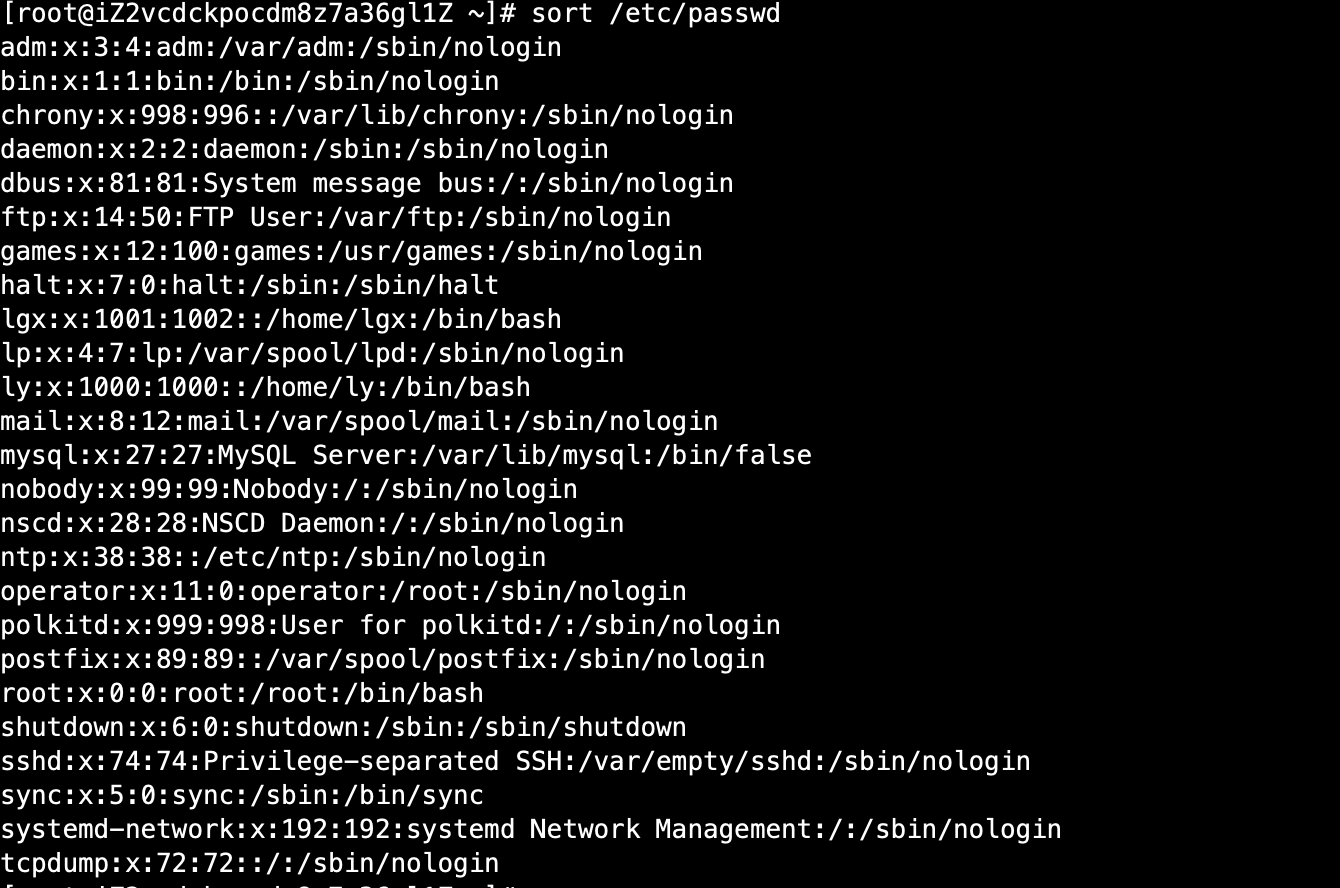 [root@iZ2vcdckpocdm8z7a36gl1Z ~]# sort /etc/passwd
adm:x:3:4:adm:/var/adm:/sbin/nologin
bin:x:1:1:bin:/bin:/sbin/nologin
chrony:x:998:996::/var/lib/chrony:/sbin/nologin
daemon:x:2:2:daemon:/sbin:/sbin/nologin
dbus:x:81:81:System message bus:/:/sbin/nologin
ftp:x:14:50:FTP User:/var/ftp:/sbin/nologin
games:x:12:100:games:/usr/games:/sbin/nologin
halt:x:7:0:halt:/sbin:/sbin/halt
lgx:x:1001:1002::/home/lgx:/bin/bash
lp:x:4:7:lp:/var/spool/lpd:/sbin/nologin
ly:x:1000:1000::/home/ly:/bin/bash
mail:x:8:12:mail:/var/spool/mail:/sbin/nologin
mysql:x:27:27:MySQL Server:/var/lib/mysql:/bin/false
nobody:x:99:99:Nobody:/:/sbin/nologin
nscd:x:28:28:NSCD Daemon:/:/sbin/nologin
ntp:x:38:38::/etc/ntp:/sbin/nologin
operator:x:11:0:operator:/root:/sbin/nologin
polkitd:x:999:998:User for polkitd:/:/sbin/nologin
postfix:x:89:89::/var/spool/postfix:/sbin/nologin
root:x:0:0:root:/root:/bin/bash
shutdown:x:6:0:shutdown:/sbin:/sbin/shutdown
sshd:x:74:74:Privilege-separated SSH:/var/empty/sshd:/sbin/nologin
sync:x:5:0:sync:/sbin:/bin/sync
systemd-network:x:192:192:systemd Network Management:/:/sbin/nologin
tcpdump:x:72:72::/:/sbin/nologin